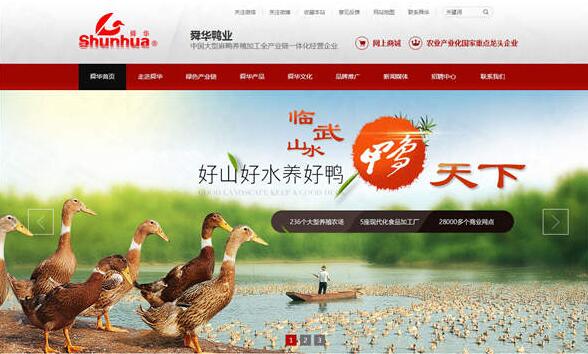 关注微信 | 关注微博 | 收藏本站 | 意见反馈 | 网站地图 | 联系舜华
关键词
舜华
Shunhua®
舜华鸭业
中国大型麻鸭养殖加工全产业链一体化经营企业
网上商城
农业产业化国家重点龙头企业
舜华首页 走进舜华 绿色产业链 舜华产品 舜华文化 品牌推广 新闻媒体 招聘中心 联系我们
临武
山水
鸭
天下
好山好水养好鸭
GOOD LANDSCAPE KEEP A GOOD DUCK
236个大型养殖农场 5座现代化食品加工厂 28000多个商业网点
1 2 3